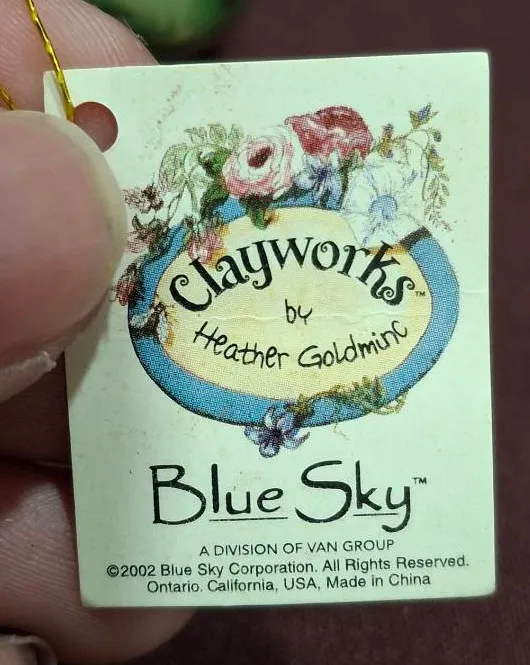 Clayworks™
by
Heather Goldminc
Blue Sky™
A DIVISION OF VAN GROUP
©2002 Blue Sky Corporation. All Rights Reserved.
Ontario. California, USA, Made in China